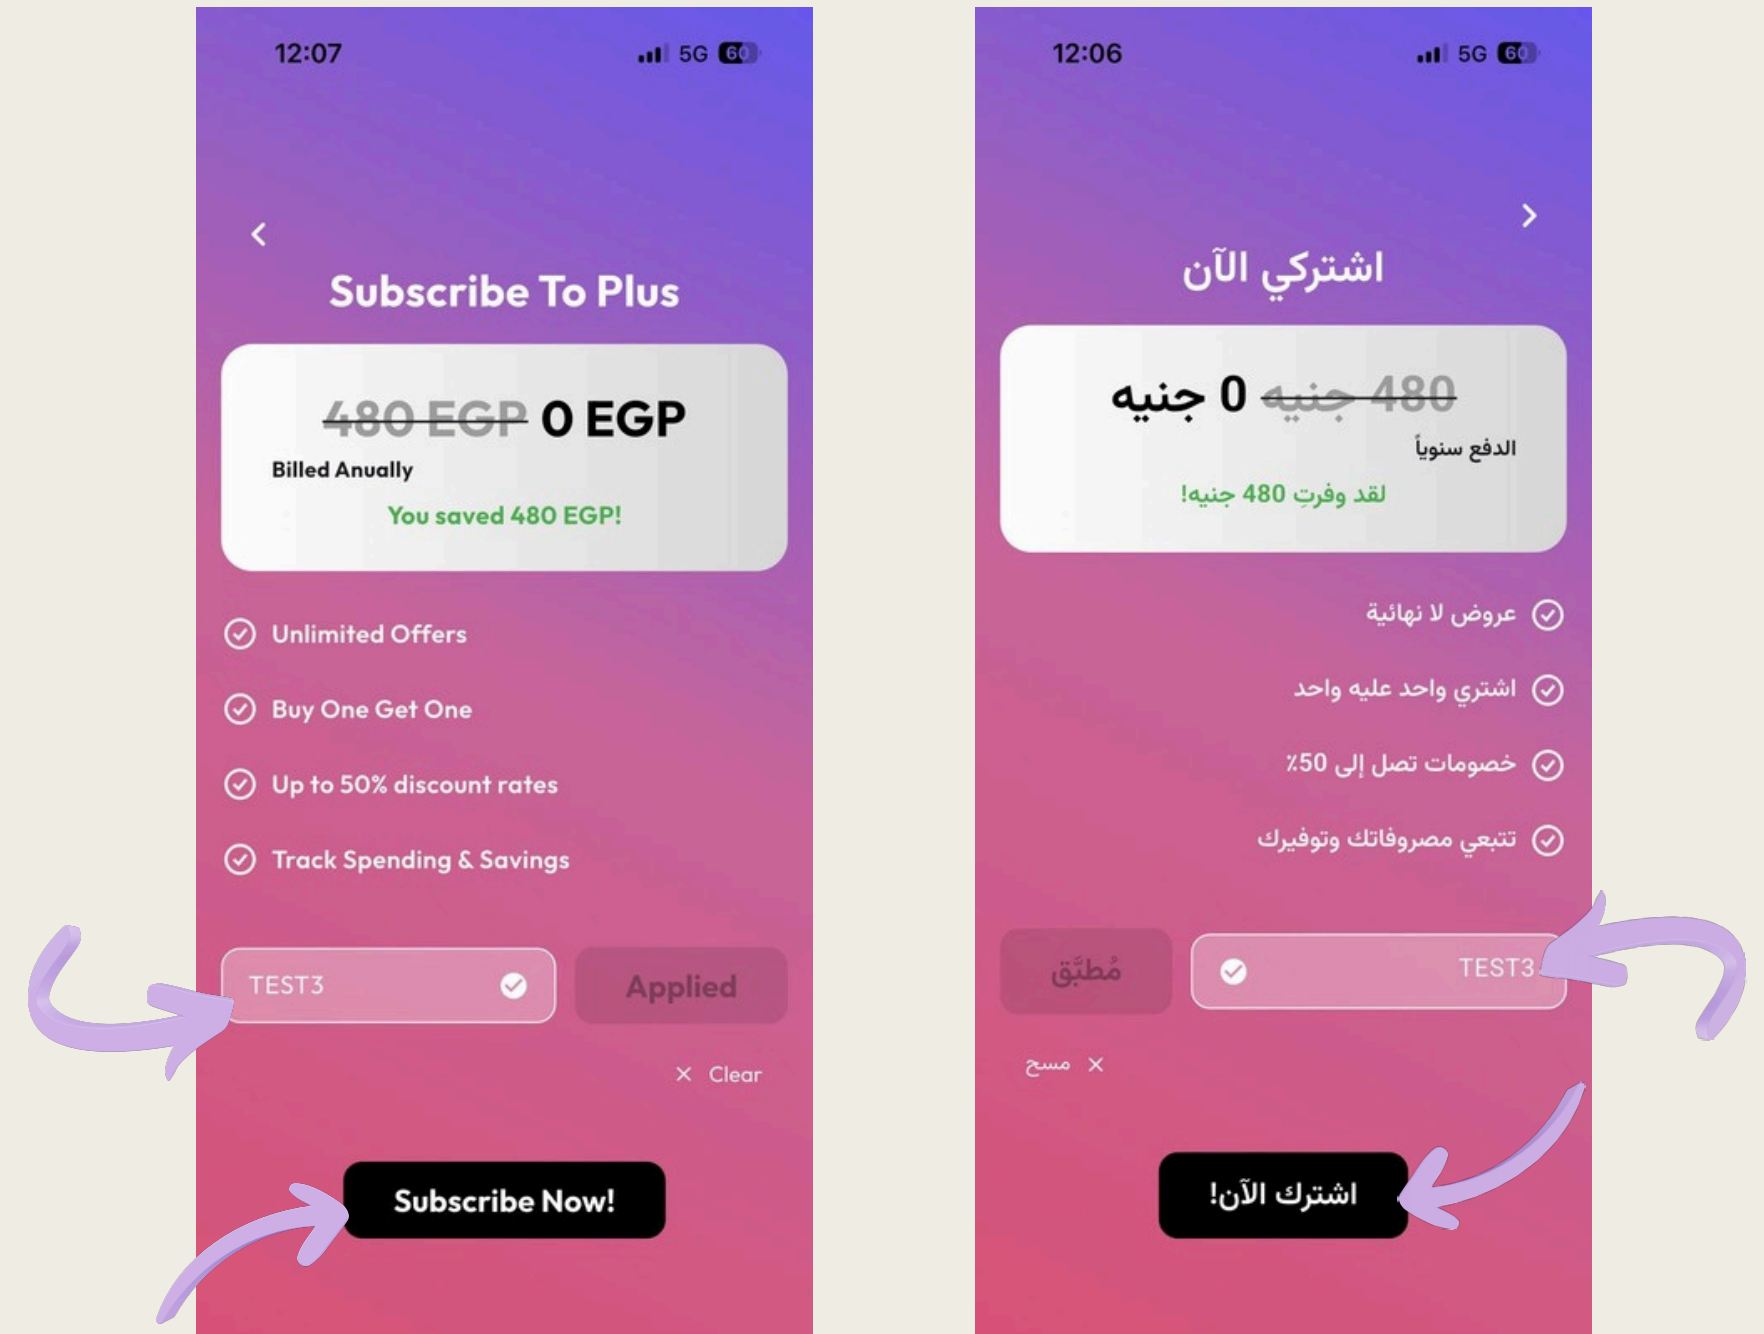 12:07
5G 60
Subscribe To Plus
480 EGP 0 EGP
Billed Anually
You saved 480 EGP!
Unlimited Offers
Buy One Get One
Up to 50% discount rates
Track Spending & Savings
TEST3
Applied
× Clear
Subscribe Now!
12:06
5G 60
اشتركي الآن
480 جنيه 0 جنيه
الدفع سنوياً
لقد وفرتِ 480 جنيه!
عروض لا نهائية
اشتري واحد عليه واحد
خصومات تصل إلى 50٪
تتبعي مصروفاتك وتوفيرك
TEST3
مُطبَّق
× مسح
اشترك الآن!